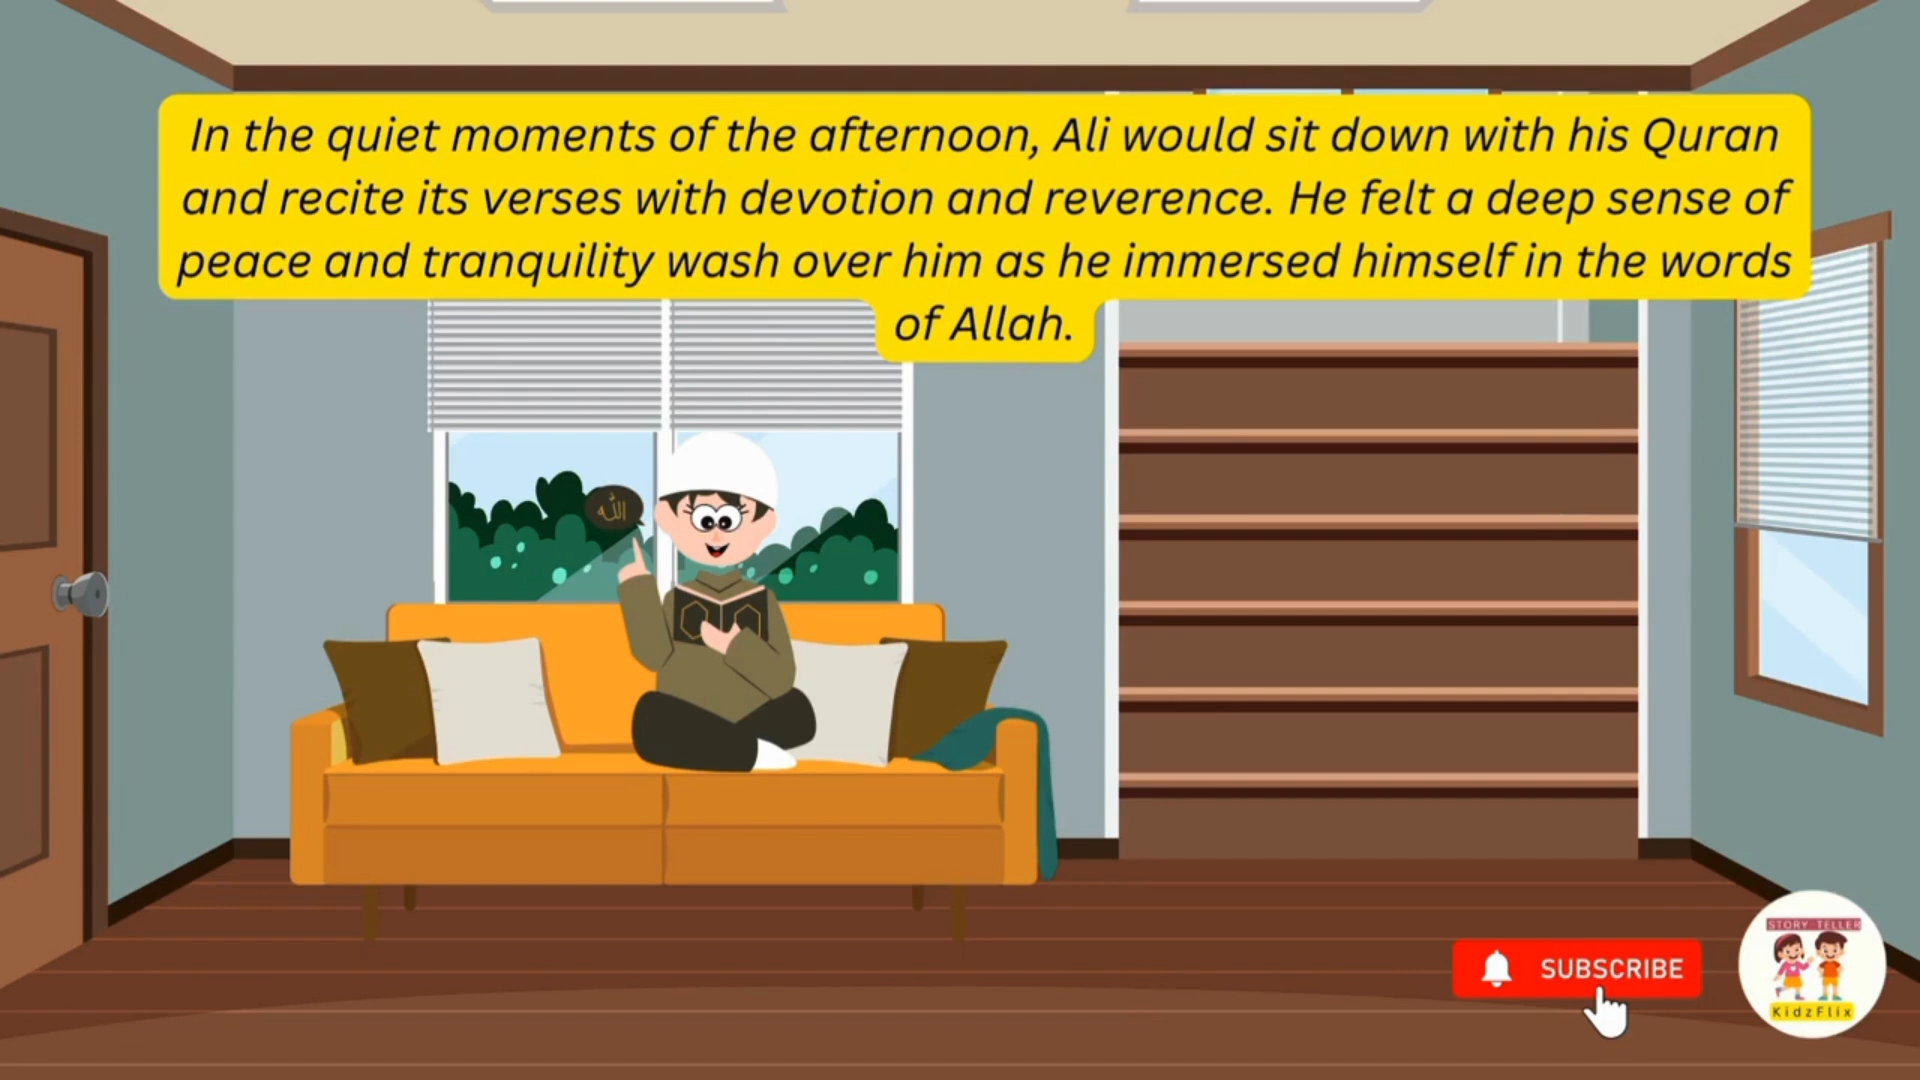 In the quiet moments of the afternoon, Ali would sit down with his Quran
and recite its verses with devotion and reverence. He felt a deep sense of
peace and tranquility wash over him as he immersed himself in the words
of Allah.
الله
SUBSCRIBE
STORY TELLER
KidzFlix